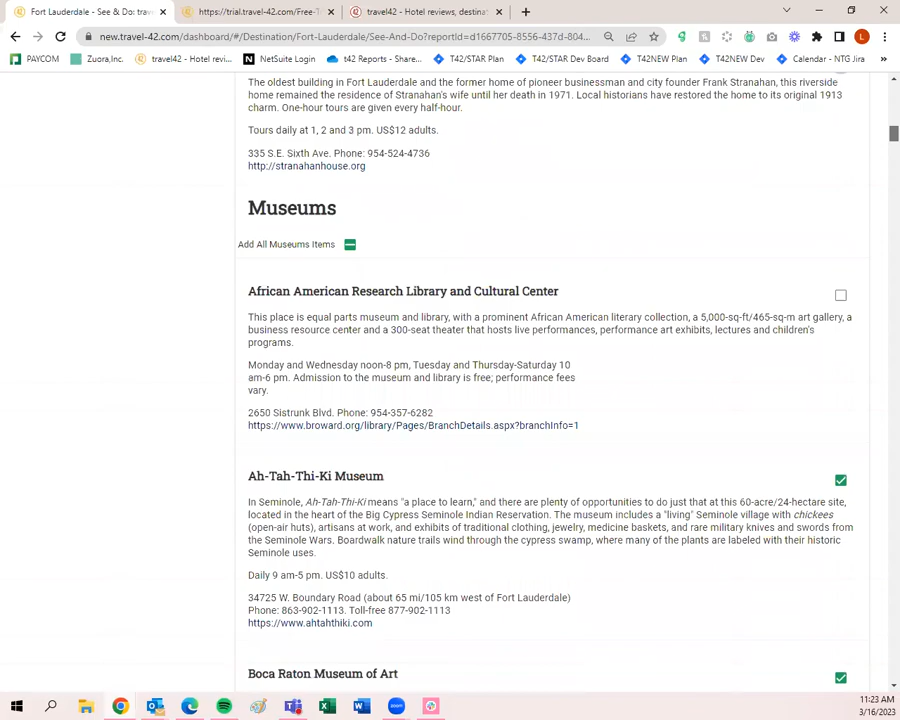 Fort Lauderdale - See & Do: trav
https://trial.travel-42.com/Free-T
travel42 - Hotel reviews, destinat
new.travel-42.com/dashboard/#/Destination/Fort-Lauderdale/See-And-Do?reportId=d1667705-8556-437d-804...
PAYCOM
Zuora,Inc.
travel42 - Hotel revi...
NetSuite Login
t42 Reports - Share...
T42/STAR Plan
T42/STAR Dev Board
T42NEW Plan
T42NEW Dev
Calendar - NTG Jira
»
The oldest building in Fort Lauderdale and the former home of pioneer businessman and city founder Frank Stranahan, this riverside
home remained the residence of Stranahan's wife until her death in 1971. Local historians have restored the home to its original 1913
charm. One-hour tours are given every half-hour.
Tours daily at 1, 2 and 3 pm. US$12 adults.
335 S.E. Sixth Ave. Phone: 954-524-4736
http://stranahanhouse.org
Museums
Add All Museums Items
African American Research Library and Cultural Center
This place is equal parts museum and library, with a prominent African American literary collection, a 5,000-sq-ft/465-sq-m art gallery, a
business resource center and a 300-seat theater that hosts live performances, performance art exhibits, lectures and children's
programs.
Monday and Wednesday noon-8 pm, Tuesday and Thursday-Saturday 10
am-6 pm. Admission to the museum and library is free; performance fees
vary.
2650 Sistrunk Blvd. Phone: 954-357-6282
https://www.broward.org/library/Pages/BranchDetails.aspx?branchInfo=1
Ah-Tah-Thi-Ki Museum
In Seminole, Ah-Tah-Thi-Ki means "a place to learn," and there are plenty of opportunities to do just that at this 60-acre/24-hectare site,
located in the heart of the Big Cypress Seminole Indian Reservation. The museum includes a "living" Seminole village with chickees
(open-air huts), artisans at work, and exhibits of traditional clothing, jewelry, medicine baskets, and rare military knives and swords from
the Seminole Wars. Boardwalk nature trails wind through the cypress swamp, where many of the plants are labeled with their historic
Seminole uses.
Daily 9 am-5 pm. US$10 adults.
34725 W. Boundary Road (about 65 mi/105 km west of Fort Lauderdale)
Phone: 863-902-1113. Toll-free 877-902-1113
https://www.ahtahthiki.com
Boca Raton Museum of Art
11:23 AM
3/16/2023